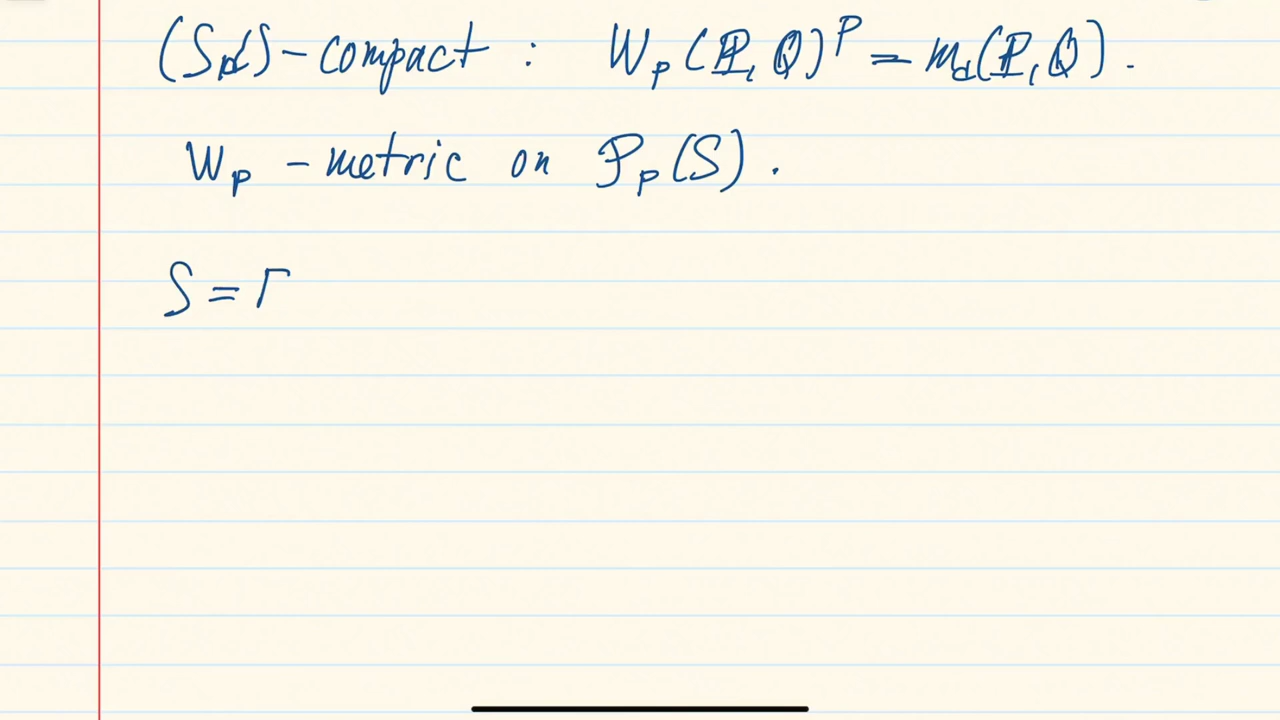 (S,d) - compact : W_p(ℙ, ℚ)^p = m_d(ℙ, ℚ).
W_p - metric on 𝒫_p(S).
S = Γ